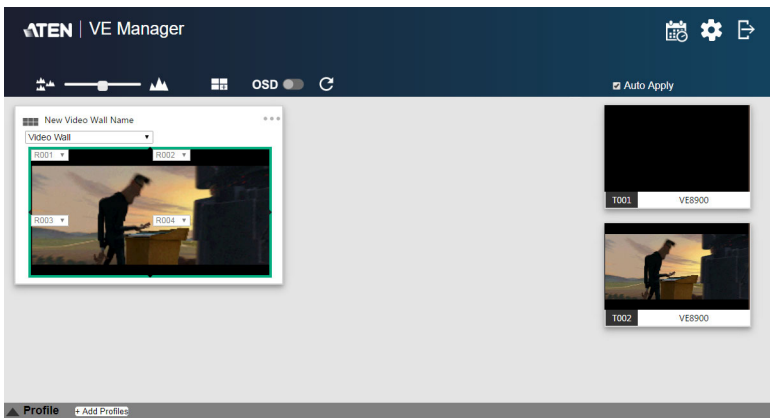 ATEN VE Manager
OSD
Auto Apply
New Video Wall Name
Video Wall
R001 R002
R003 R004
T001 VE8900
T002 VE8900
Profile + Add Profiles